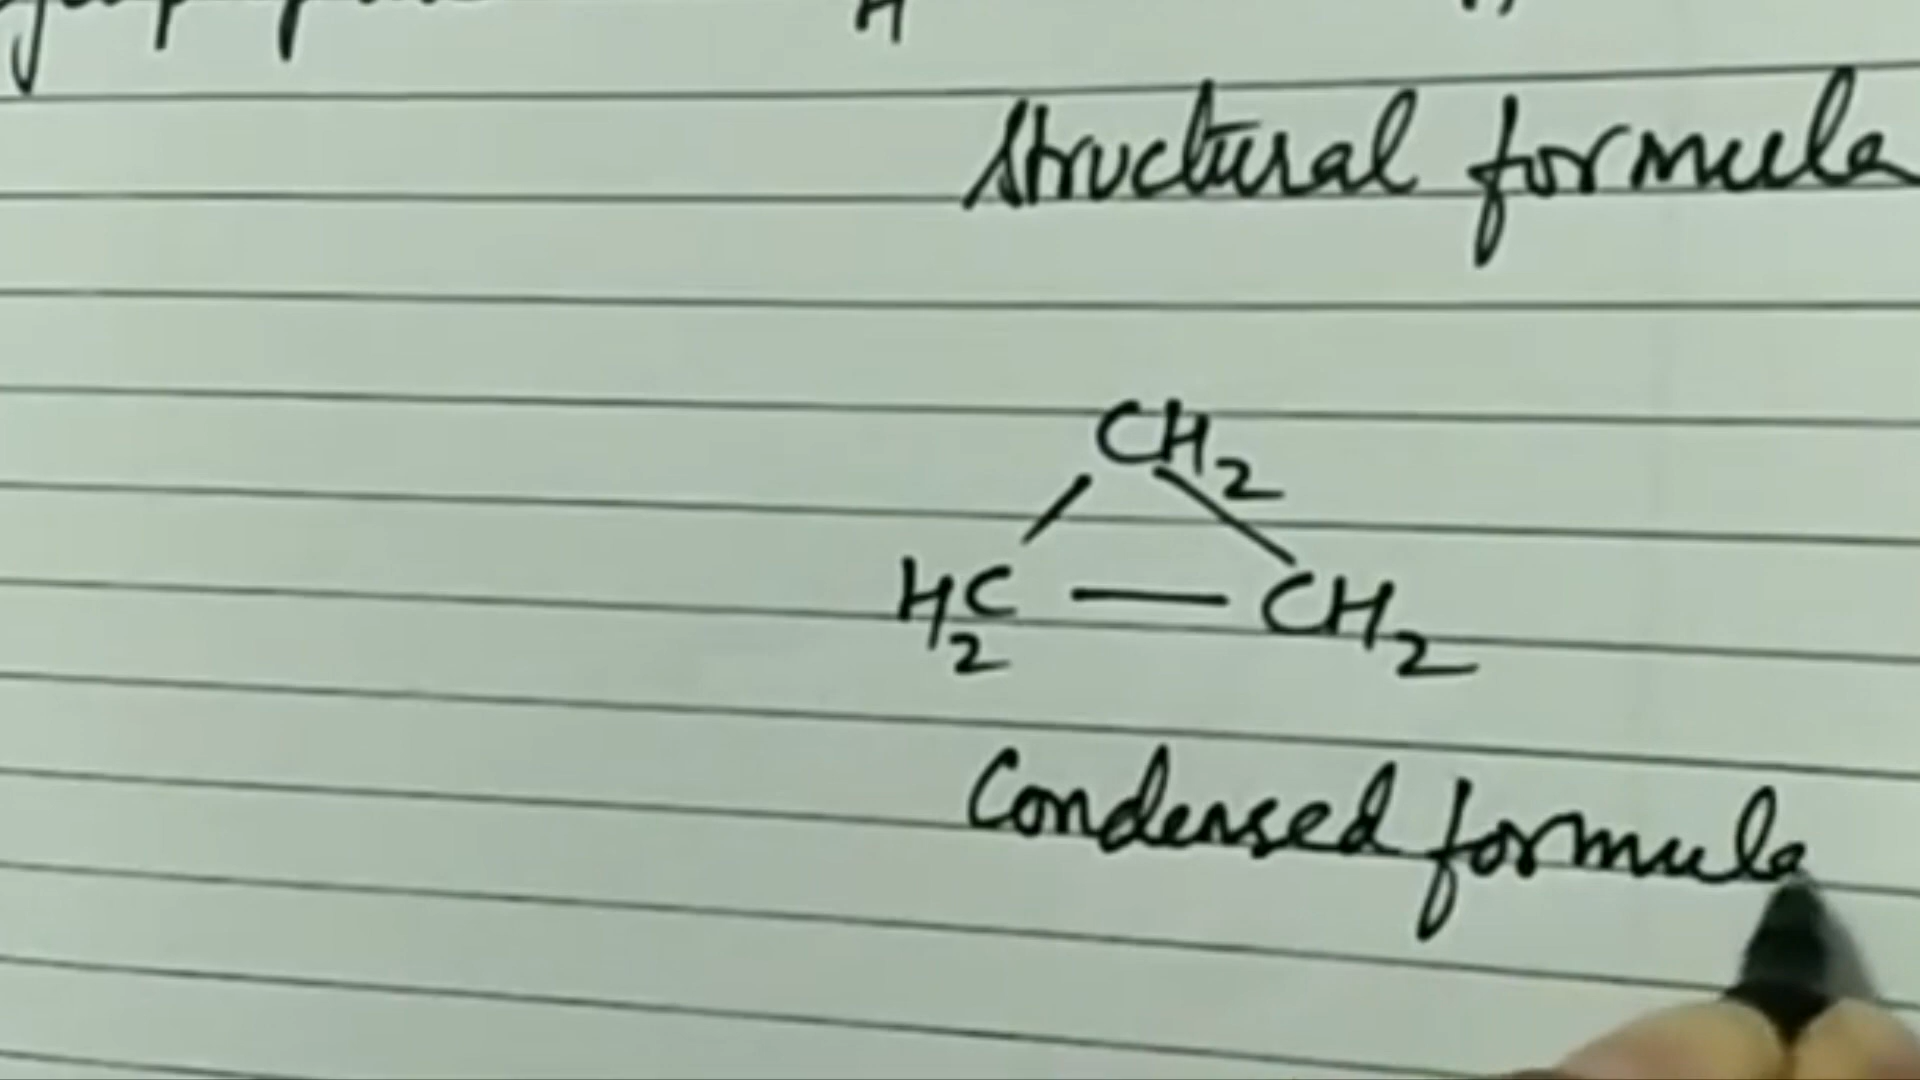 H
Structural formula
CH2
H2C — CH2
Condensed formula